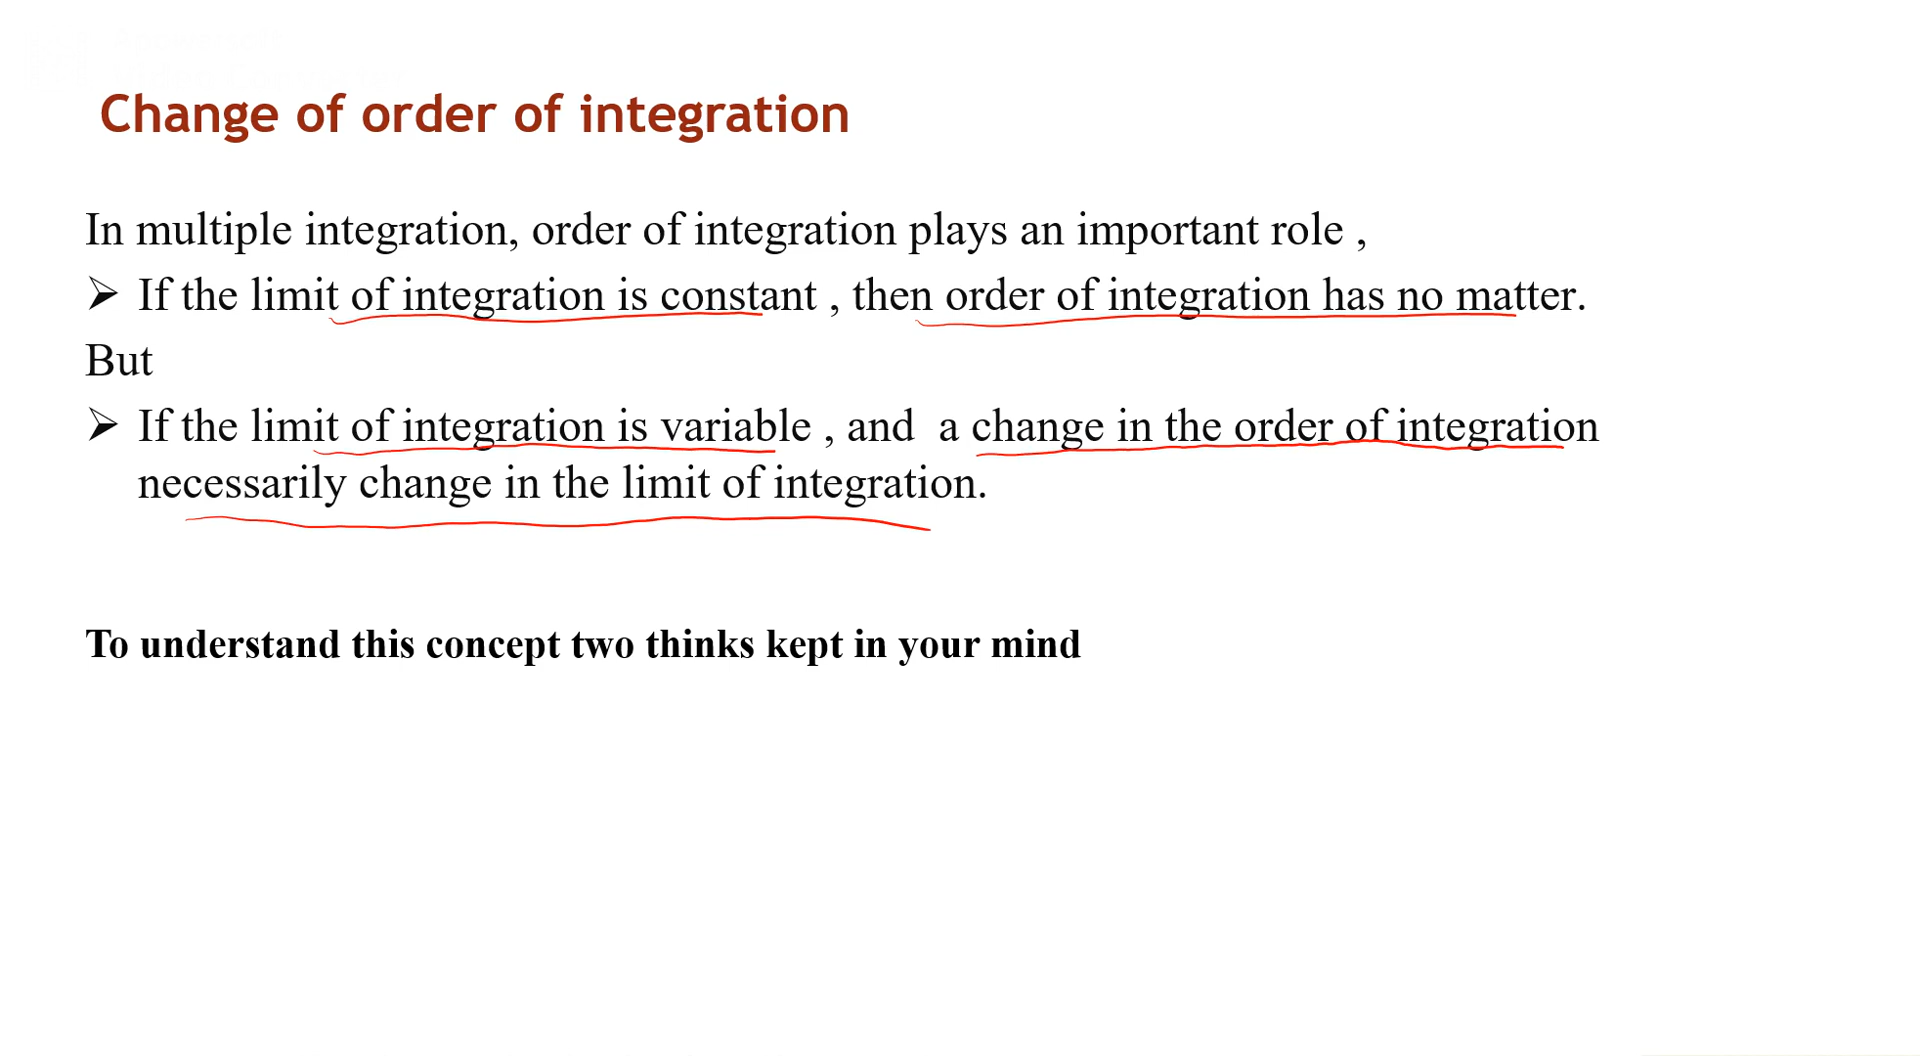 Change of order of integration
In multiple integration, order of integration plays an important role ,
➢ If the limit of integration is constant , then order of integration has no matter.
But
➢ If the limit of integration is variable , and a change in the order of integration
necessarily change in the limit of integration.
To understand this concept two thinks kept in your mind